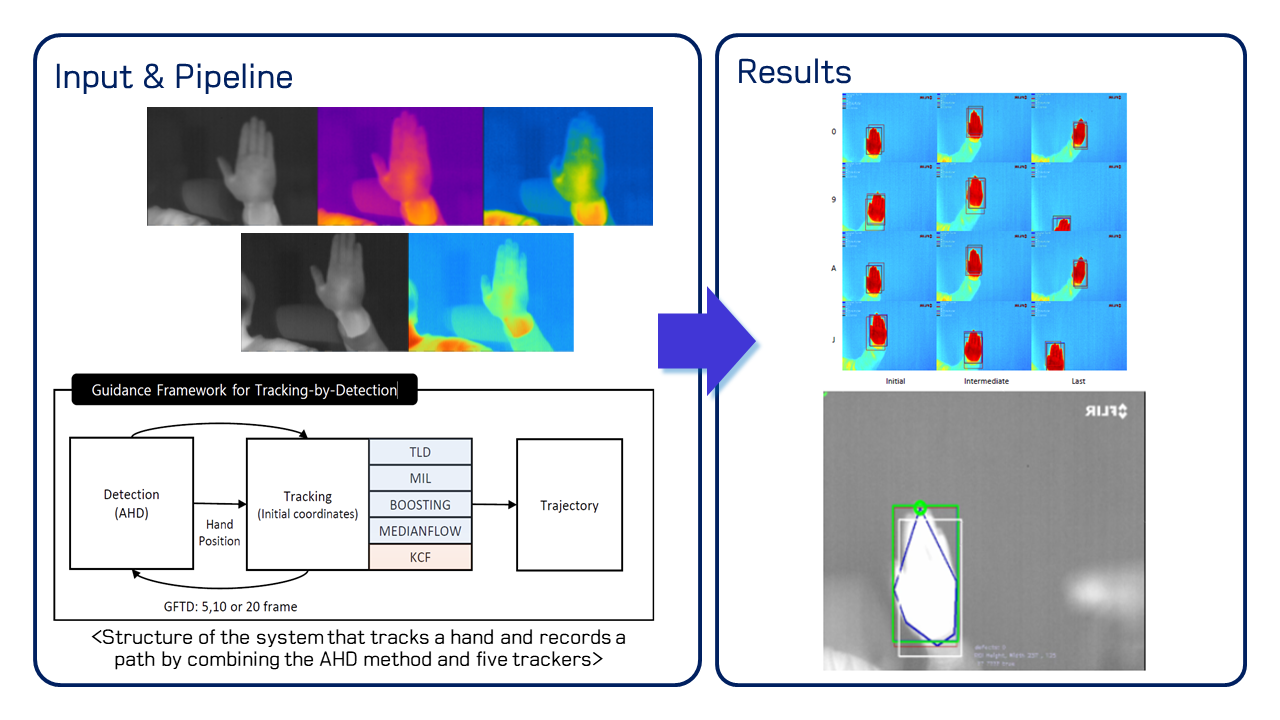 Input & Pipeline
Guidance Framework for Tracking-by-Detection
Detection
(AHD)
Hand
Position
Tracking
(Initial coordinates)
TLD
MIL
BOOSTING
MEDIANFLOW
KCF
Trajectory
GFTD: 5,10 or 20 frame
<Structure of the system that tracks a hand and records a
path by combining the AHD method and five trackers>
Results
0
9
A
J
Initial
Intermediate
Last
FLIR